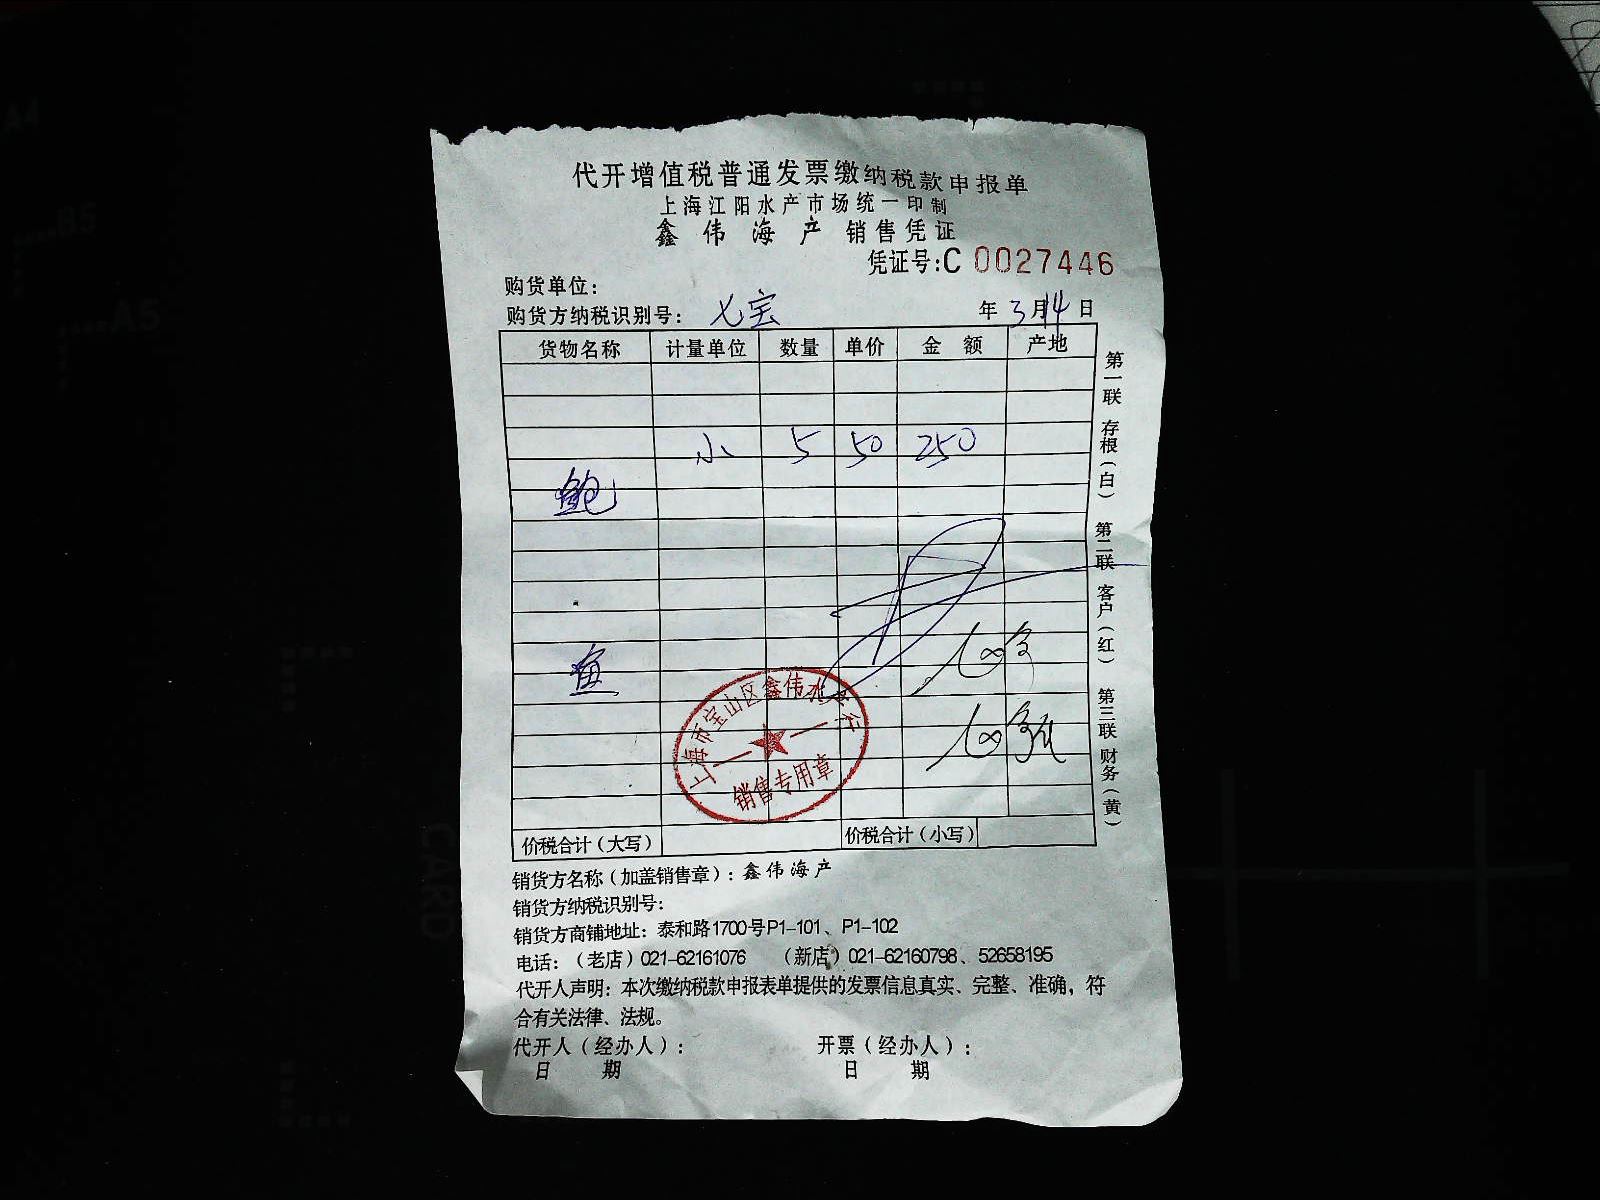 代开增值税普通发票缴纳税款申报单
上海江阳水产市场统一印制
鑫伟海产 销售凭证
凭证号:C 0027446
购货单位:
购货方纳税识别号: 七宝 年3月14日
货物名称 计量单位 数量 单价 金额 产地
小 5 50 250
鲍
鱼
上海市宝山区鑫伟水产行
销售专用章
价税合计(大写) 价税合计(小写)
第一联 存根(白) 第二联 客户(红) 第三联 财务(黄)
销货方名称(加盖销售章):鑫伟海产
销货方纳税识别号:
销货方商铺地址:泰和路1700号P1-101、P1-102
电话:(老店)021-62161076 (新店)021-62160798、52658195
代开人声明:本次缴纳税款申报表单提供的发票信息真实、完整、准确,符
合有关法律、法规。
代开人(经办人): 开票(经办人):
日 期 日 期
A4
B5
A5
CARD